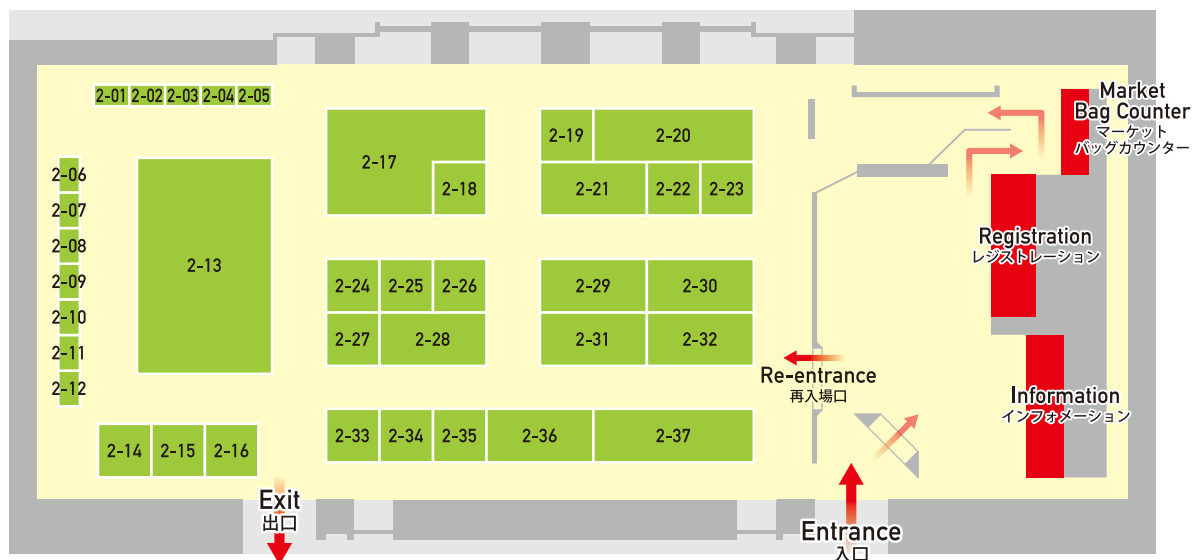 2-01 2-02 2-03 2-04 2-05
2-06
2-07
2-08
2-09
2-10
2-11
2-12
2-13
2-14 2-15 2-16
2-17
2-18
2-19 2-20
2-21 2-22 2-23
2-24 2-25 2-26
2-27 2-28
2-29 2-30
2-31 2-32
2-33 2-34 2-35 2-36 2-37
Market
Bag Counter
マーケット
バッグカウンター
Registration
レジストレーション
Re-entrance
再入場口
Information
インフォメーション
Exit
出口
Entrance
入口